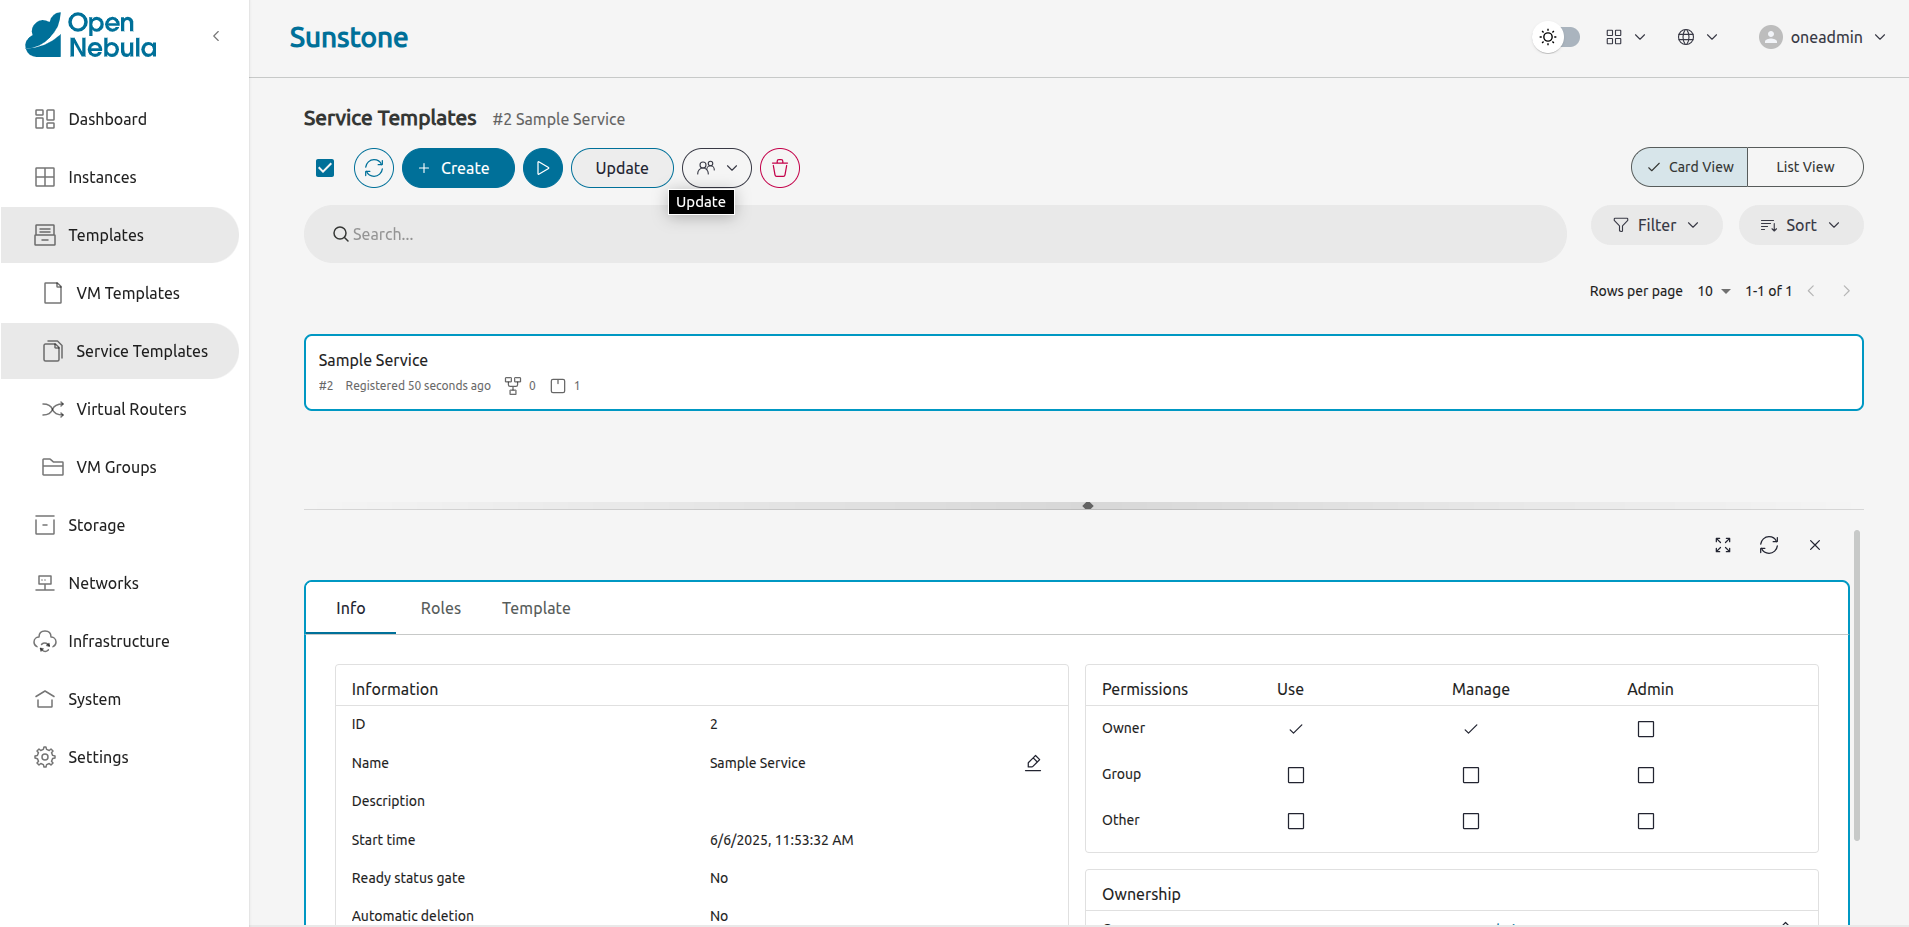 Open
Nebula
Sunstone
oneadmin
Dashboard
Instances
Templates
VM Templates
Service Templates
Virtual Routers
VM Groups
Storage
Networks
Infrastructure
System
Settings
Service Templates #2 Sample Service
Create Update Card View List View
Update
Search... Filter Sort
Rows per page 10 1-1 of 1
Sample Service
#2 Registered 50 seconds ago 0 1
Info Roles Template
Information
ID 2
Name Sample Service
Description
Start time 6/6/2025, 11:53:32 AM
Ready status gate No
Automatic deletion No
Permissions Use Manage Admin
Owner
Group
Other
Ownership